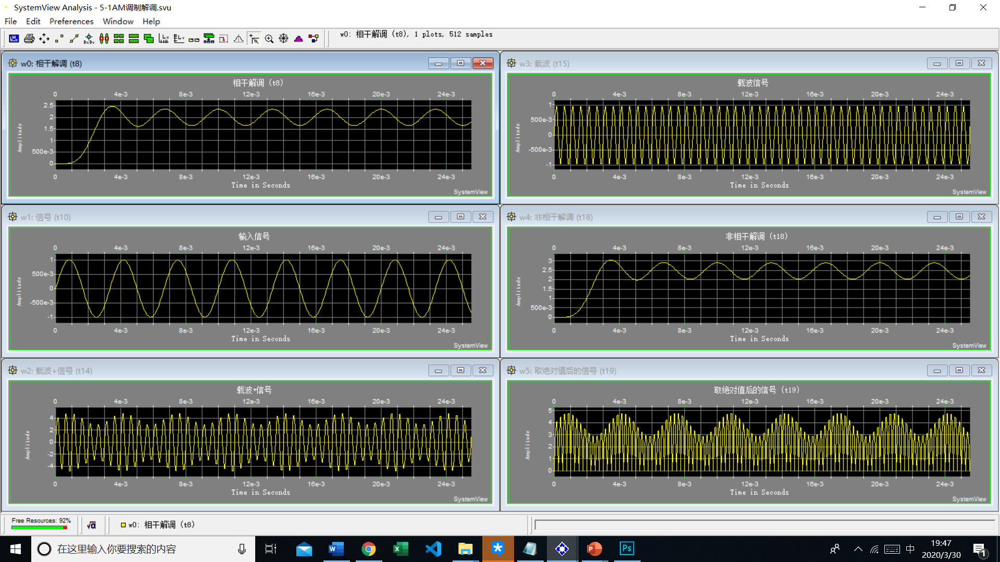 SystemView Analysis - 5-1AM调制解调.svu
File Edit Preferences Window Help
w0: 相干解调 (t8), 1 plots, 512 samples
w0: 相干解调 (t8)
相干解调 (t8)
0 4e-3 8e-3 12e-3 16e-3 20e-3 24e-3
2.5
2
1.5
1
500e-3
0
Amplitude
0 4e-3 8e-3 12e-3 16e-3 20e-3 24e-3
Time in Seconds
SystemView
w3: 载波 (t15)
载波信号
0 4e-3 8e-3 12e-3 16e-3 20e-3 24e-3
1
500e-3
0
-500e-3
-1
Amplitude
0 4e-3 8e-3 12e-3 16e-3 20e-3 24e-3
Time in Seconds
SystemView
w1: 信号 (t10)
输入信号
0 4e-3 8e-3 12e-3 16e-3 20e-3 24e-3
1
500e-3
0
-500e-3
-1
Amplitude
0 4e-3 8e-3 12e-3 16e-3 20e-3 24e-3
Time in Seconds
SystemView
w4: 非相干解调 (t18)
非相干解调 (t18)
0 4e-3 8e-3 12e-3 16e-3 20e-3 24e-3
3
2.5
2
1.5
1
500e-3
0
Amplitude
0 4e-3 8e-3 12e-3 16e-3 20e-3 24e-3
Time in Seconds
SystemView
w2: 载波+信号 (t14)
载波+信号
0 4e-3 8e-3 12e-3 16e-3 20e-3 24e-3
4
2
0
-2
-4
Amplitude
0 4e-3 8e-3 12e-3 16e-3 20e-3 24e-3
Time in Seconds
SystemView
w5: 取绝对值后的信号 (t19)
取绝对值后的信号 (t19)
0 4e-3 8e-3 12e-3 16e-3 20e-3 24e-3
5
4
3
2
1
0
Amplitude
0 4e-3 8e-3 12e-3 16e-3 20e-3 24e-3
Time in Seconds
SystemView
Free Resources: 92%
√α
w0: 相干解调 (t8)
在这里输入你要搜索的内容
Ps
中
19:47
2020/3/30
1